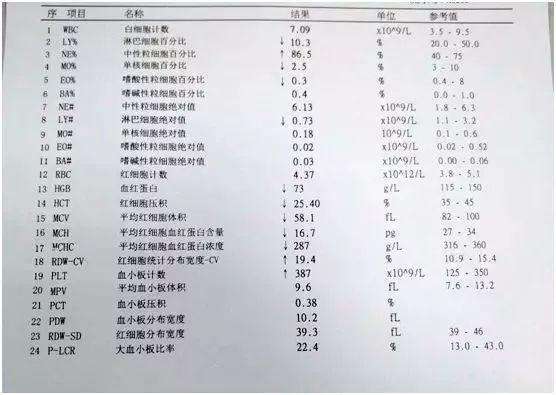 序 项目 名称 结果 单位 参考值
1 WBC 白细胞计数 7.09 x10^9/L 3.5 - 9.5
2 LY% 淋巴细胞百分比 ↓ 10.3 % 20.0 - 50.0
3 NE% 中性粒细胞百分比 ↑ 86.5 % 40 - 75
4 MO% 单核细胞百分比 ↓ 2.5 % 3 - 10
5 EO% 嗜酸性粒细胞百分比 ↓ 0.3 % 0.4 - 8
6 BA% 嗜碱性粒细胞百分比 0.4 % 0.0 - 1.0
7 NE# 中性粒细胞绝对值 6.13 x10^9/L 1.8 - 6.3
8 LY# 淋巴细胞绝对值 ↓ 0.73 x10^9/L 1.1 - 3.2
9 MO# 单核细胞绝对值 0.18 10^9/L 0.1 - 0.6
10 EO# 嗜酸性粒细胞绝对值 0.02 x10^9/L 0.02 - 0.52
11 BA# 嗜碱性粒细胞绝对值 0.03 x10^9/L 0.00 - 0.06
12 RBC 红细胞计数 4.37 x10^12/L 3.8 - 5.1
13 HGB 血红蛋白 ↓ 73 g/L 115 - 150
14 HCT 红细胞压积 ↓ 25.40 % 35 - 45
15 MCV 平均红细胞体积 ↓ 58.1 fL 82 - 100
16 MCH 平均红细胞血红蛋白含量 ↓ 16.7 pg 27 - 34
17 MCHC 平均红细胞血红蛋白浓度 ↓ 287 g/L 316 - 360
18 RDW-CV 红细胞统计分布宽度-CV ↑ 19.4 % 10.9 - 15.4
19 PLT 血小板计数 ↑ 387 x10^9/L 125 - 350
20 MPV 平均血小板体积 9.6 fL 7.6 - 13.2
21 PCT 血小板压积 0.38 %
22 PDW 血小板分布宽度 10.2 fL
23 RDW-SD 红细胞分布宽度 39.3 fL 39 - 46
24 P-LCR 大血小板比率 22.4 % 13.0 - 43.0